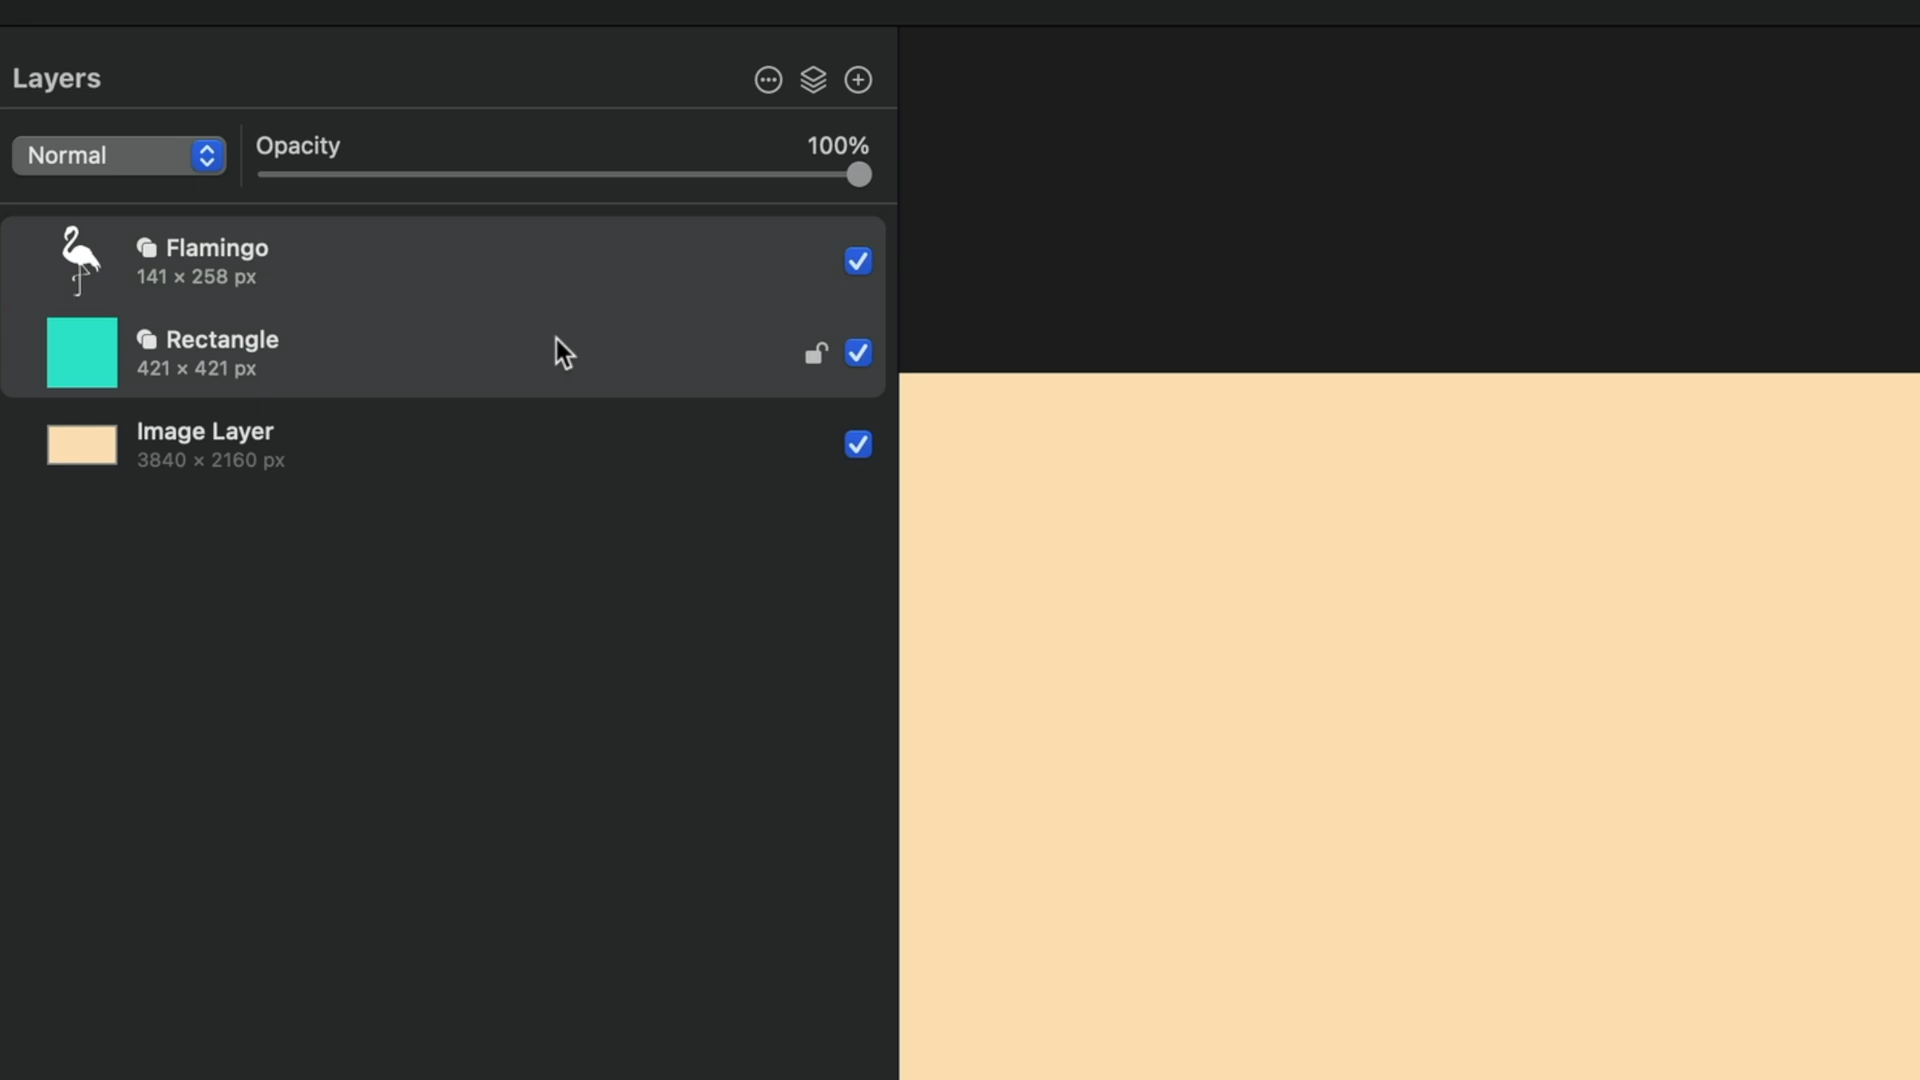 Layers
Normal
Opacity
100%
Flamingo
141 × 258 px
Rectangle
421 × 421 px
Image Layer
3840 × 2160 px